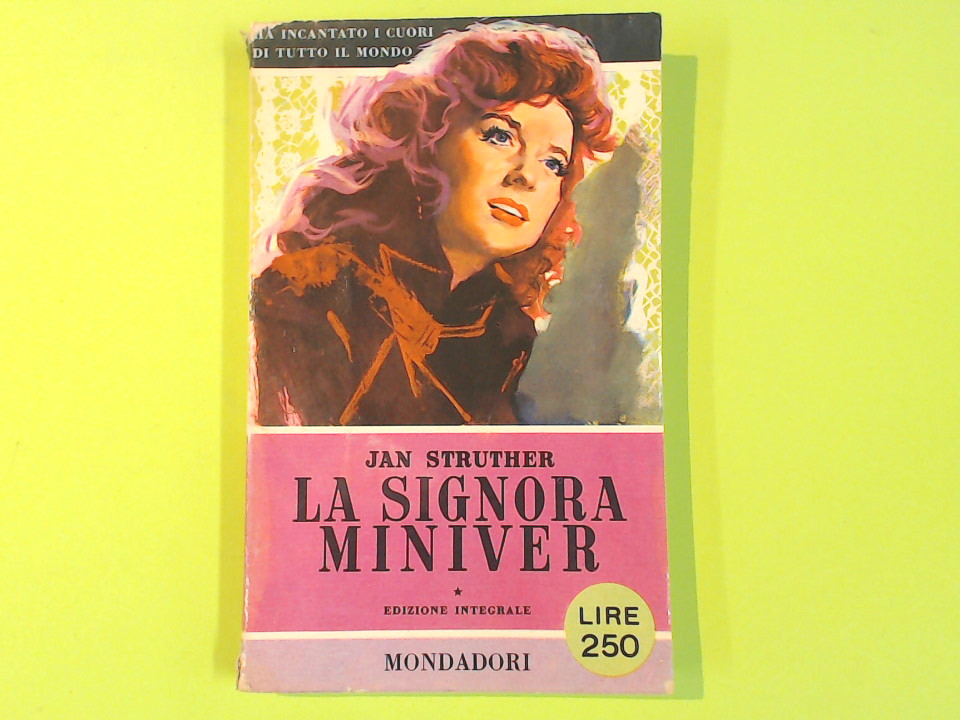 HA INCANTATO I CUORI
DI TUTTO IL MONDO
JAN STRUTHER
LA SIGNORA
MINIVER
EDIZIONE INTEGRALE
LIRE
250
MONDADORI